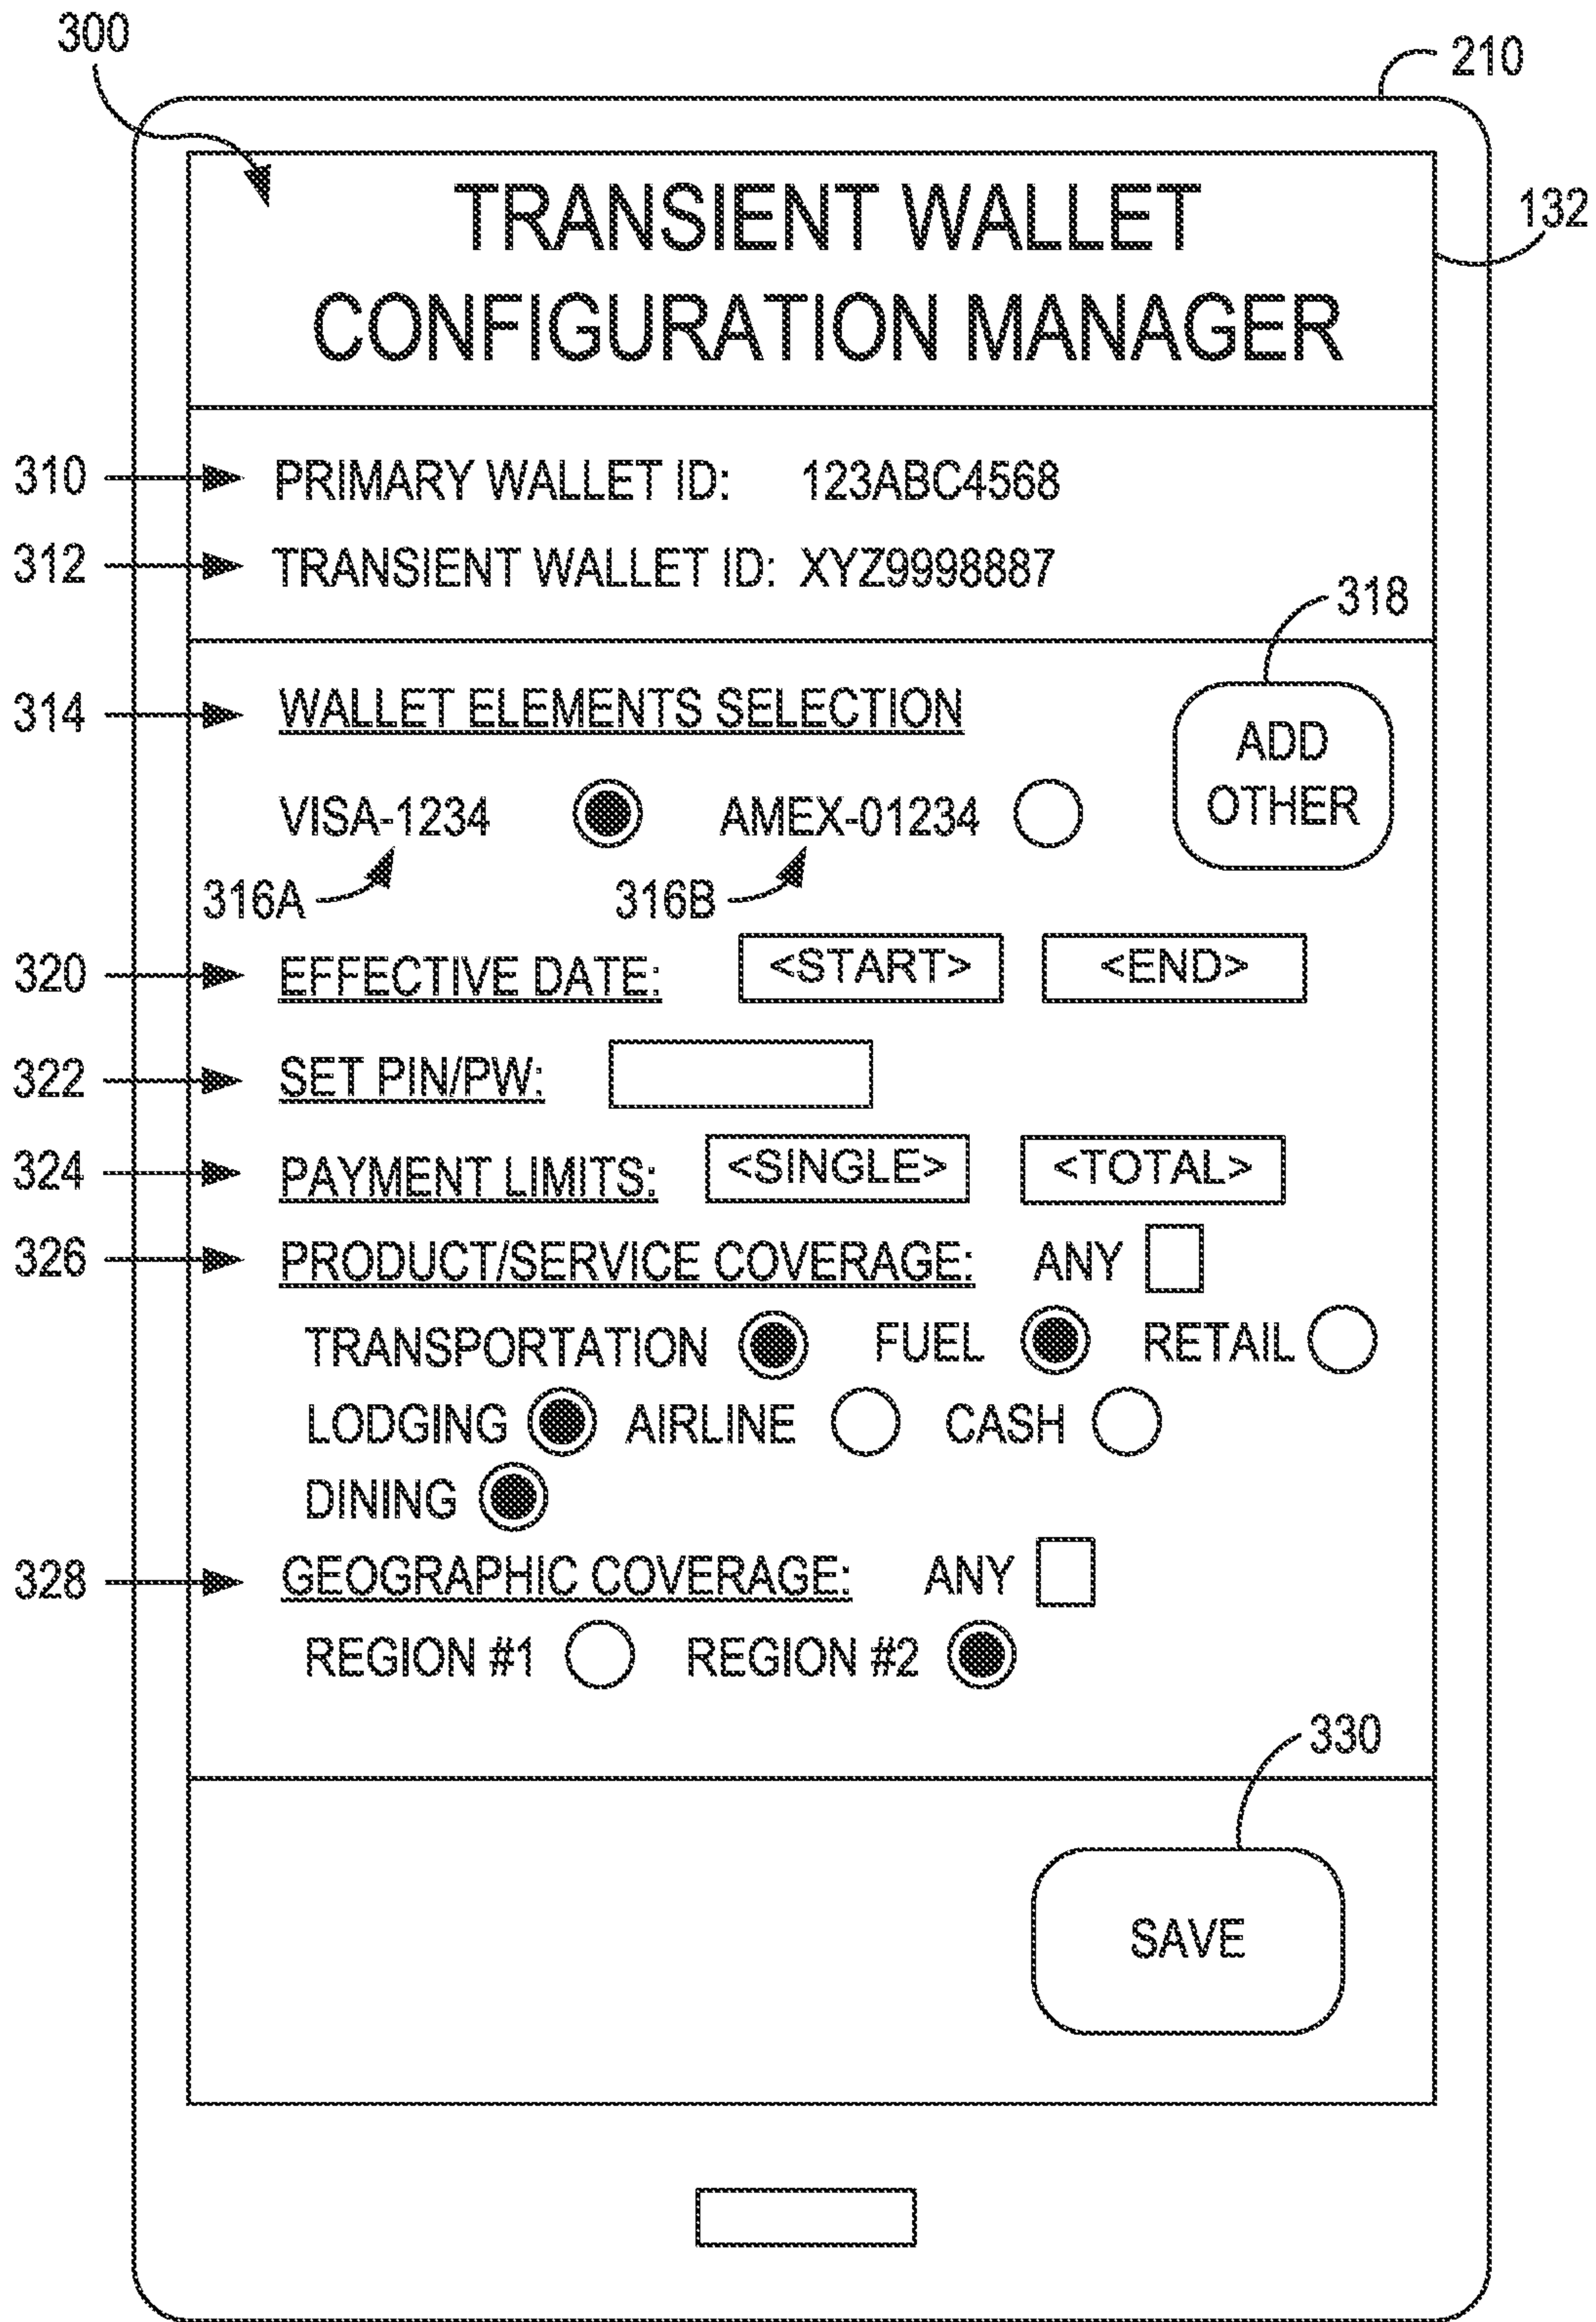 300
210
TRANSIENT WALLET
132
CONFIGURATION MANAGER
310 PRIMARY WALLET ID: 123ABC4568
312 TRANSIENT WALLET ID: XYZ9998887
318
314 WALLET ELEMENTS SELECTION
ADD
OTHER
VISA-1234 AMEX-01234
316A 316B
320 EFFECTIVE DATE: <START> <END>
322 SET PIN/PW:
324 PAYMENT LIMITS: <SINGLE> <TOTAL>
326 PRODUCT/SERVICE COVERAGE: ANY
TRANSPORTATION FUEL RETAIL
LODGING AIRLINE CASH
DINING
328 GEOGRAPHIC COVERAGE: ANY
REGION #1 REGION #2
330
SAVE